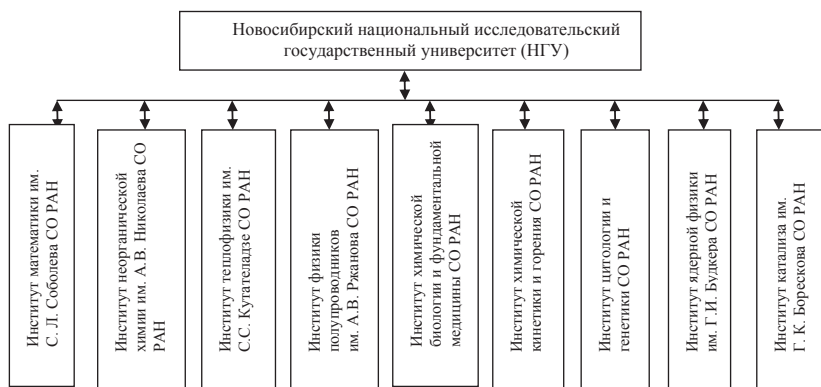 Новосибирский национальный исследовательский
государственный университет (НГУ)
Институт математики им.
С. Л. Соболева СО РАН
Институт неорганической
химии им. А.В. Николаева СО
РАН
Институт теплофизики им.
С.С. Кутателадзе СО РАН
Институт физики
полупроводников
им. А.В. Ржанова СО РАН
Институт химической
биологии и фундаментальной
медицины СО РАН
Институт химической
кинетики и горения СО РАН
Институт цитологии и
генетики СО РАН
Институт ядерной физики
им. Г.И. Будкера СО РАН
Институт катализа им.
Г. К. Борескова СО РАН